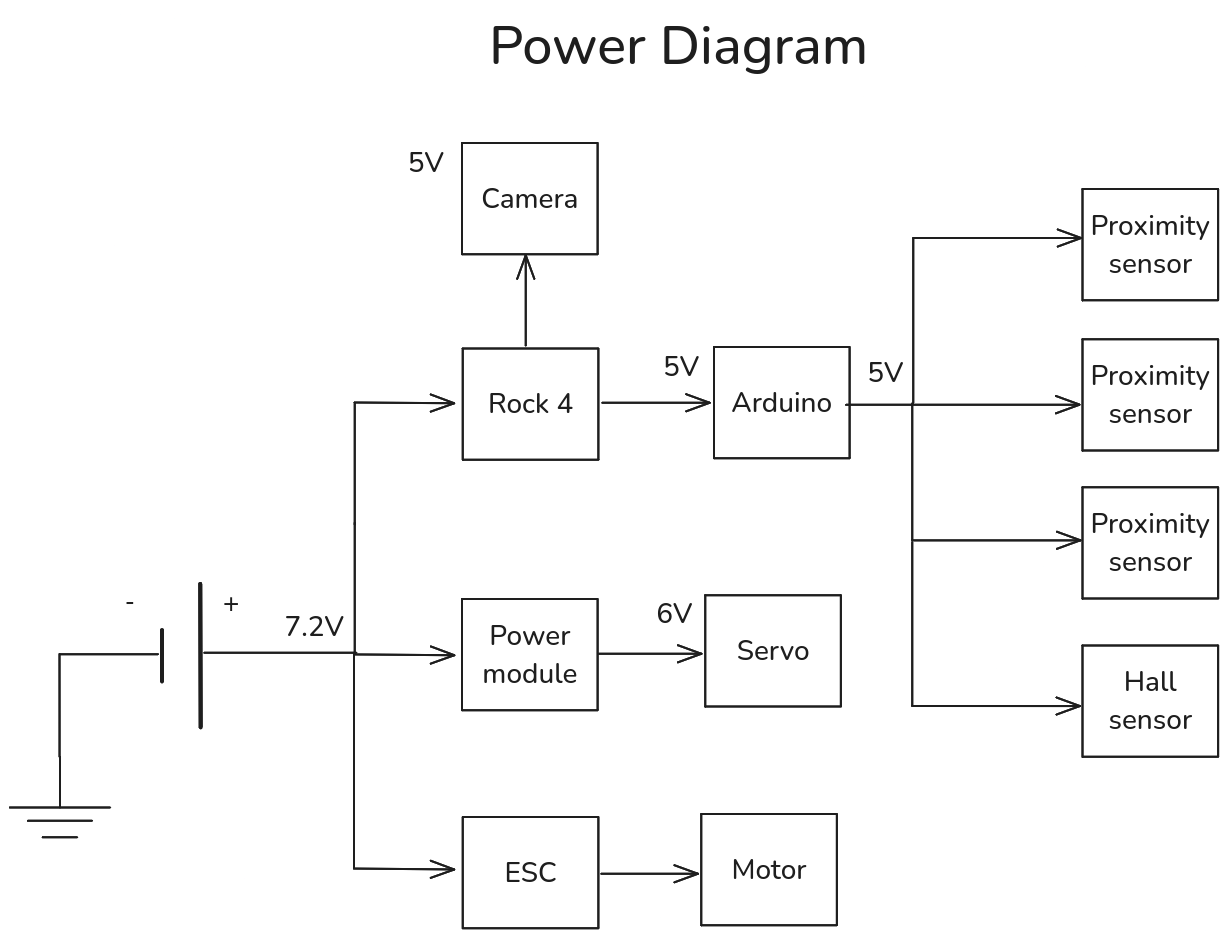 Power Diagram
5V
Camera
Proximity
sensor
Rock 4
5V
Arduino
5V
Proximity
sensor
Proximity
sensor
-
+
7.2V
Power
module
6V
Servo
Hall
sensor
ESC
Motor